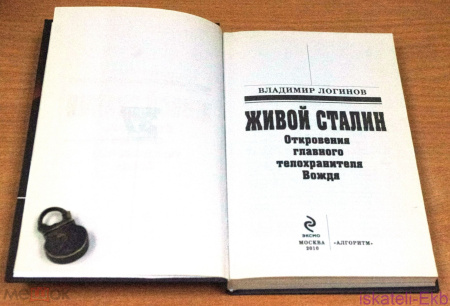 ВЛАДИМИР ЛОГИНОВ
ЖИВОЙ СТАЛИН
Откровения
главного
телохранителя
Вождя
ЭКСМО
МОСКВА «АЛГОРИТМ»
2010
iskateli-Ekb